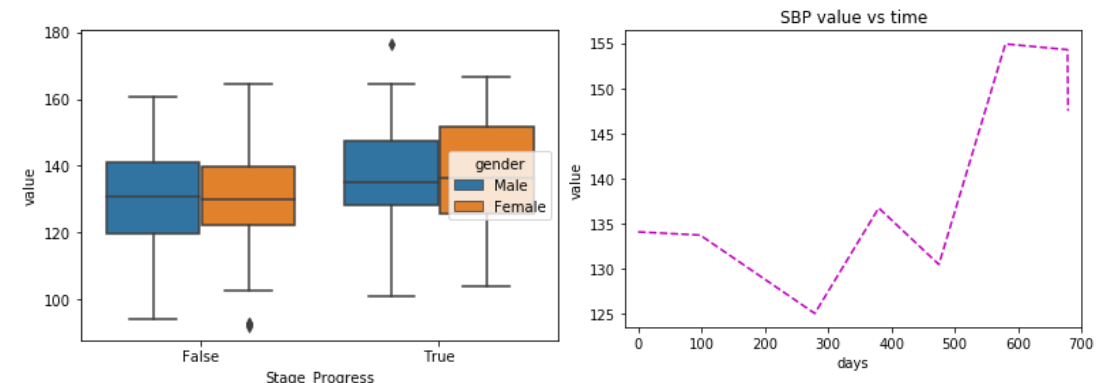 180
160
140
120
100
value
False
True
Stage_Progress
gender
Male
Female
SBP value vs time
155
150
145
140
135
130
125
value
0 100 200 300 400 500 600 700
days